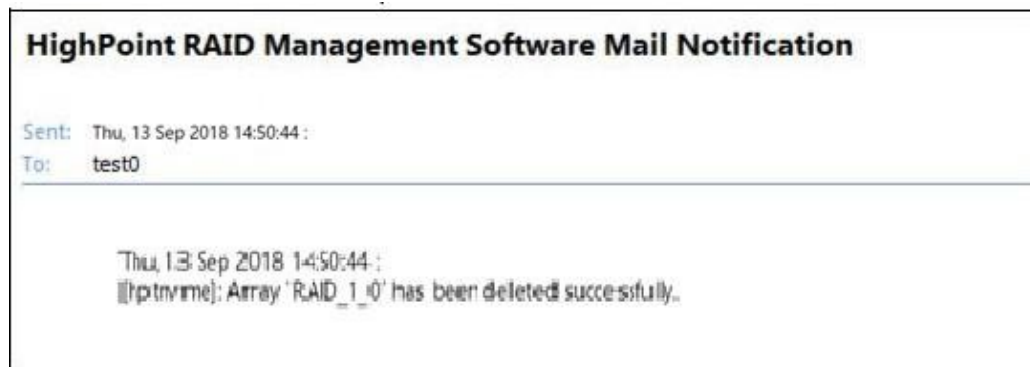 HighPoint RAID Management Software Mail Notification
Sent: Thu, 13 Sep 2018 14:50:44 :
To: test0
Thu, 13 Sep 2018 14:50:44 :
[hptnvme]: Array 'RAID_1_0' has been deleted successfully.